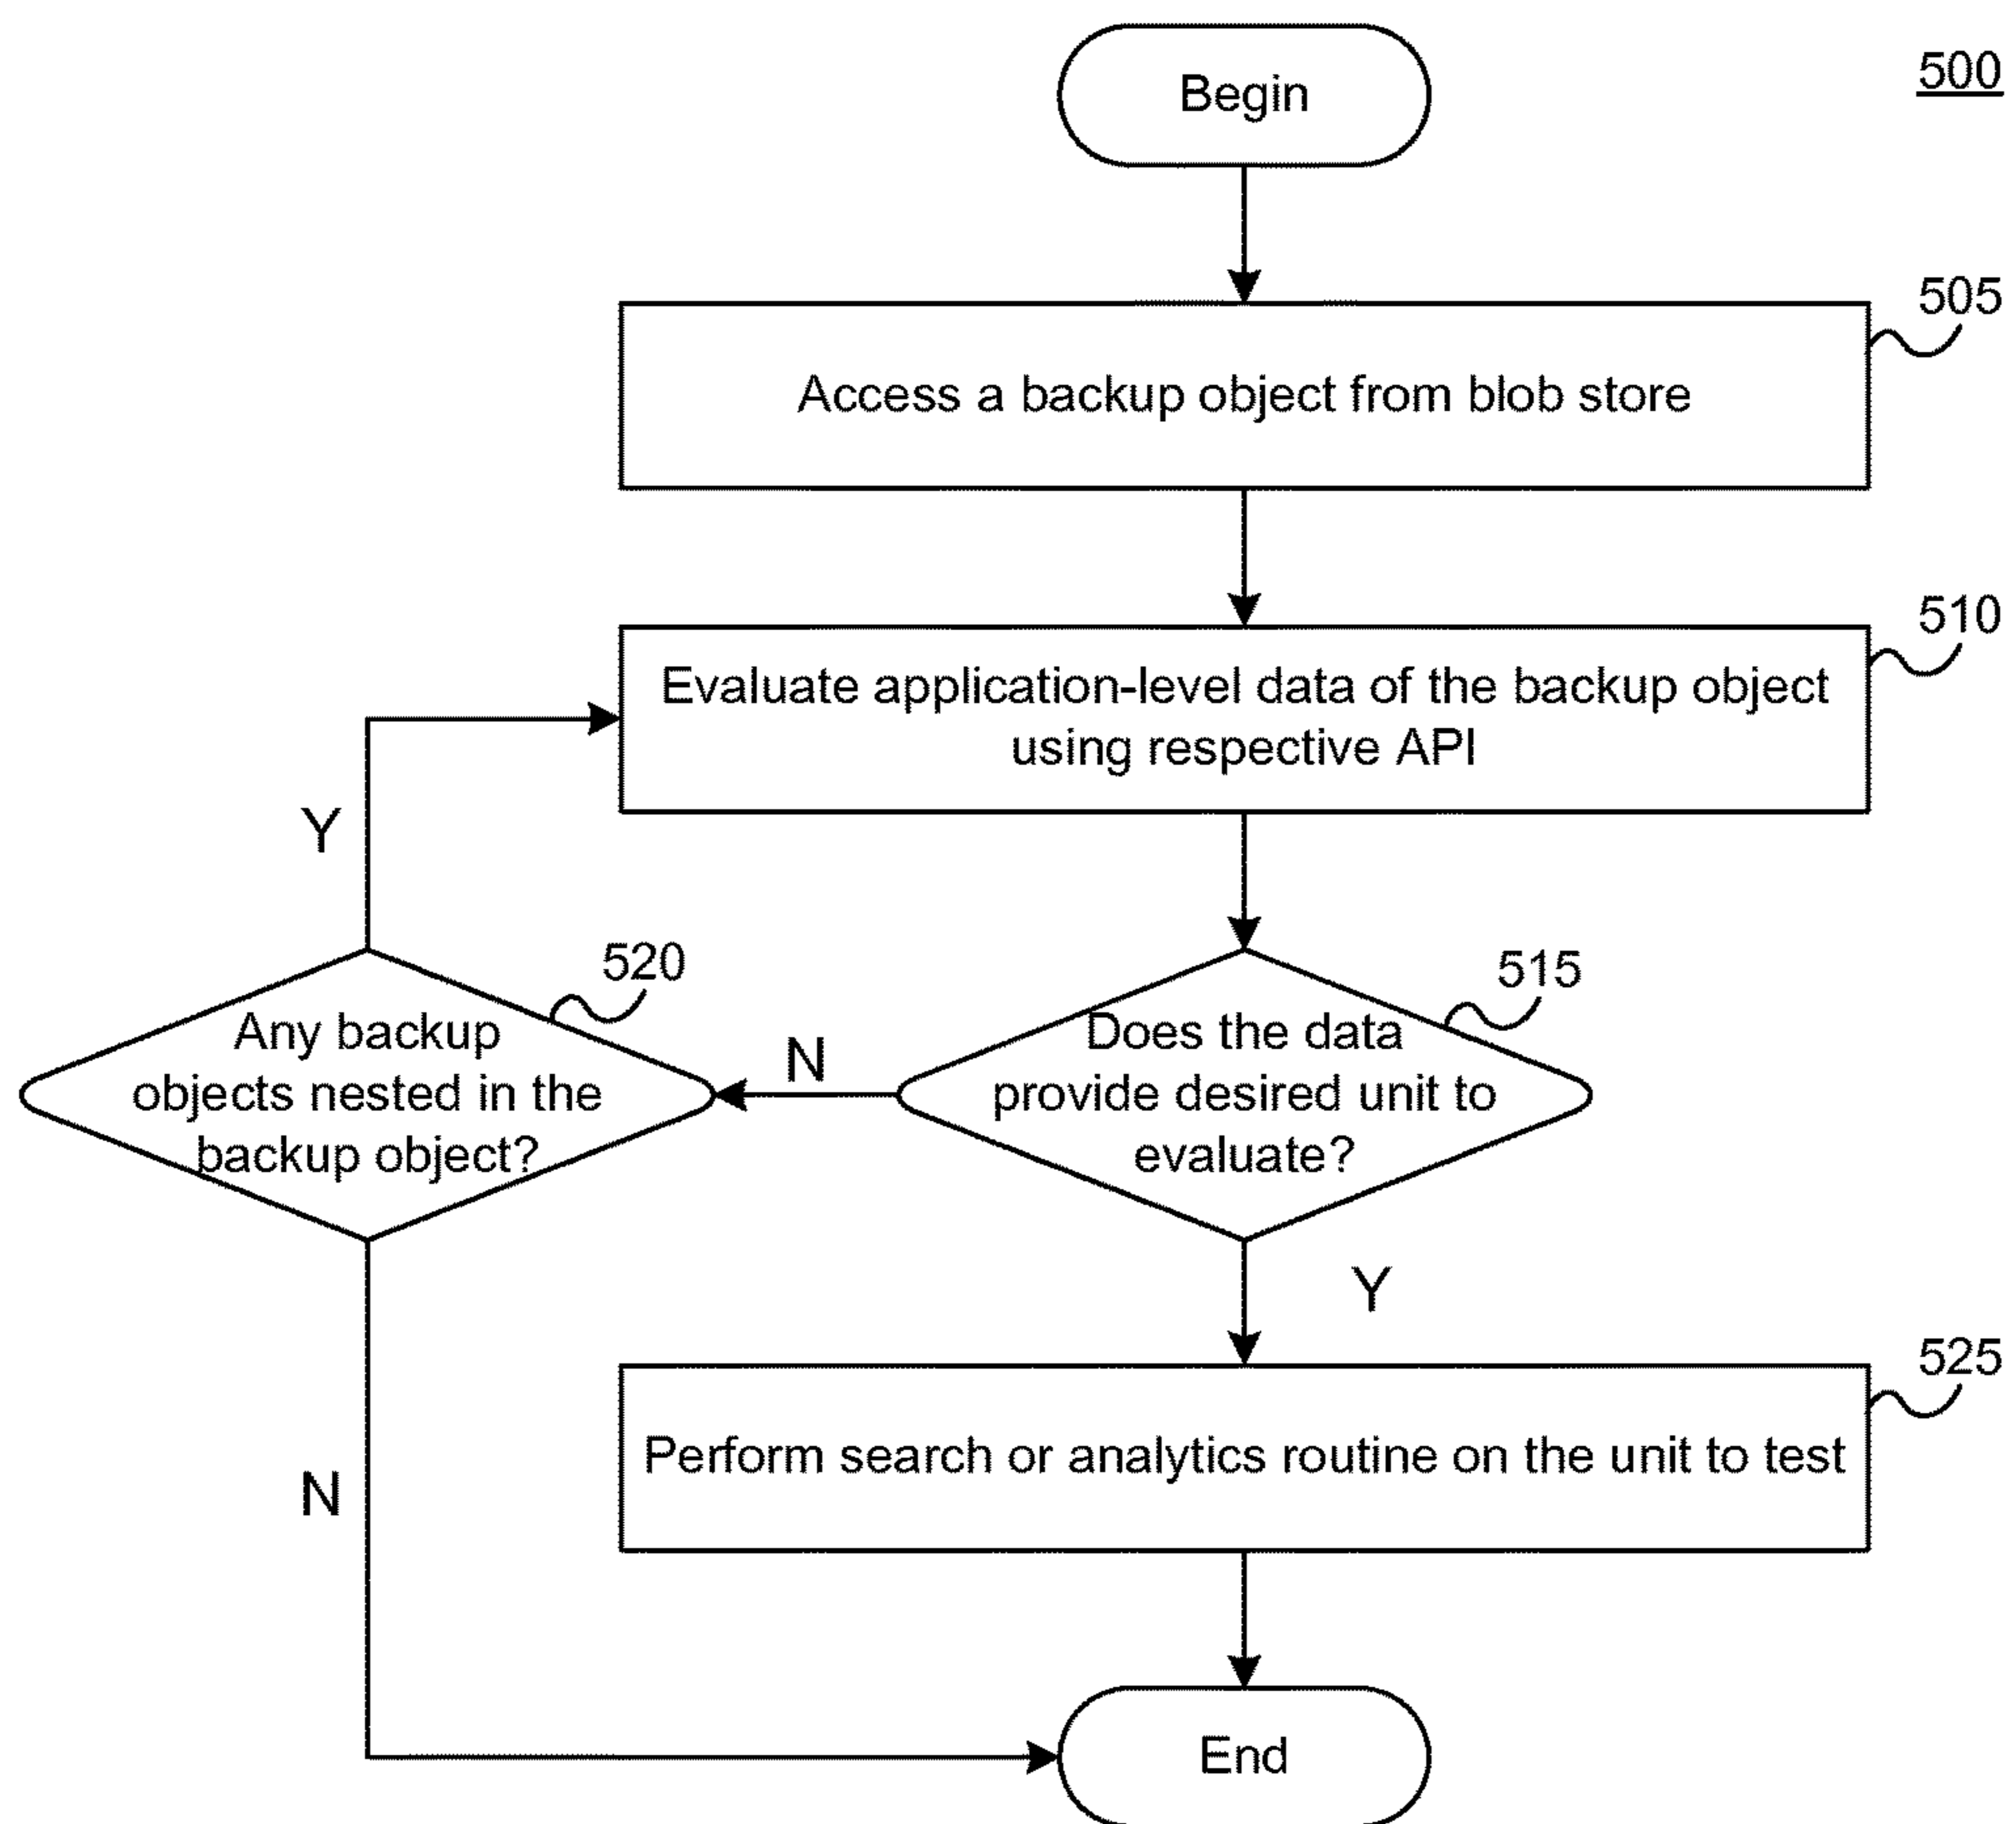 Begin
500
505
Access a backup object from blob store
510
Evaluate application-level data of the backup object
using respective API
Y
520
515
Any backup
objects nested in the
backup object?
N
Does the data
provide desired unit to
evaluate?
Y
525
Perform search or analytics routine on the unit to test
N
End